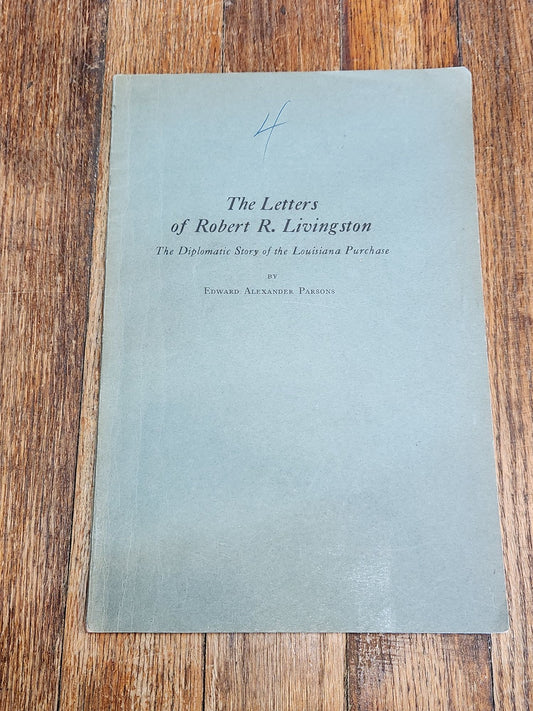 4
The Letters
of Robert R. Livingston
The Diplomatic Story of the Louisiana Purchase
BY
EDWARD ALEXANDER PARSONS